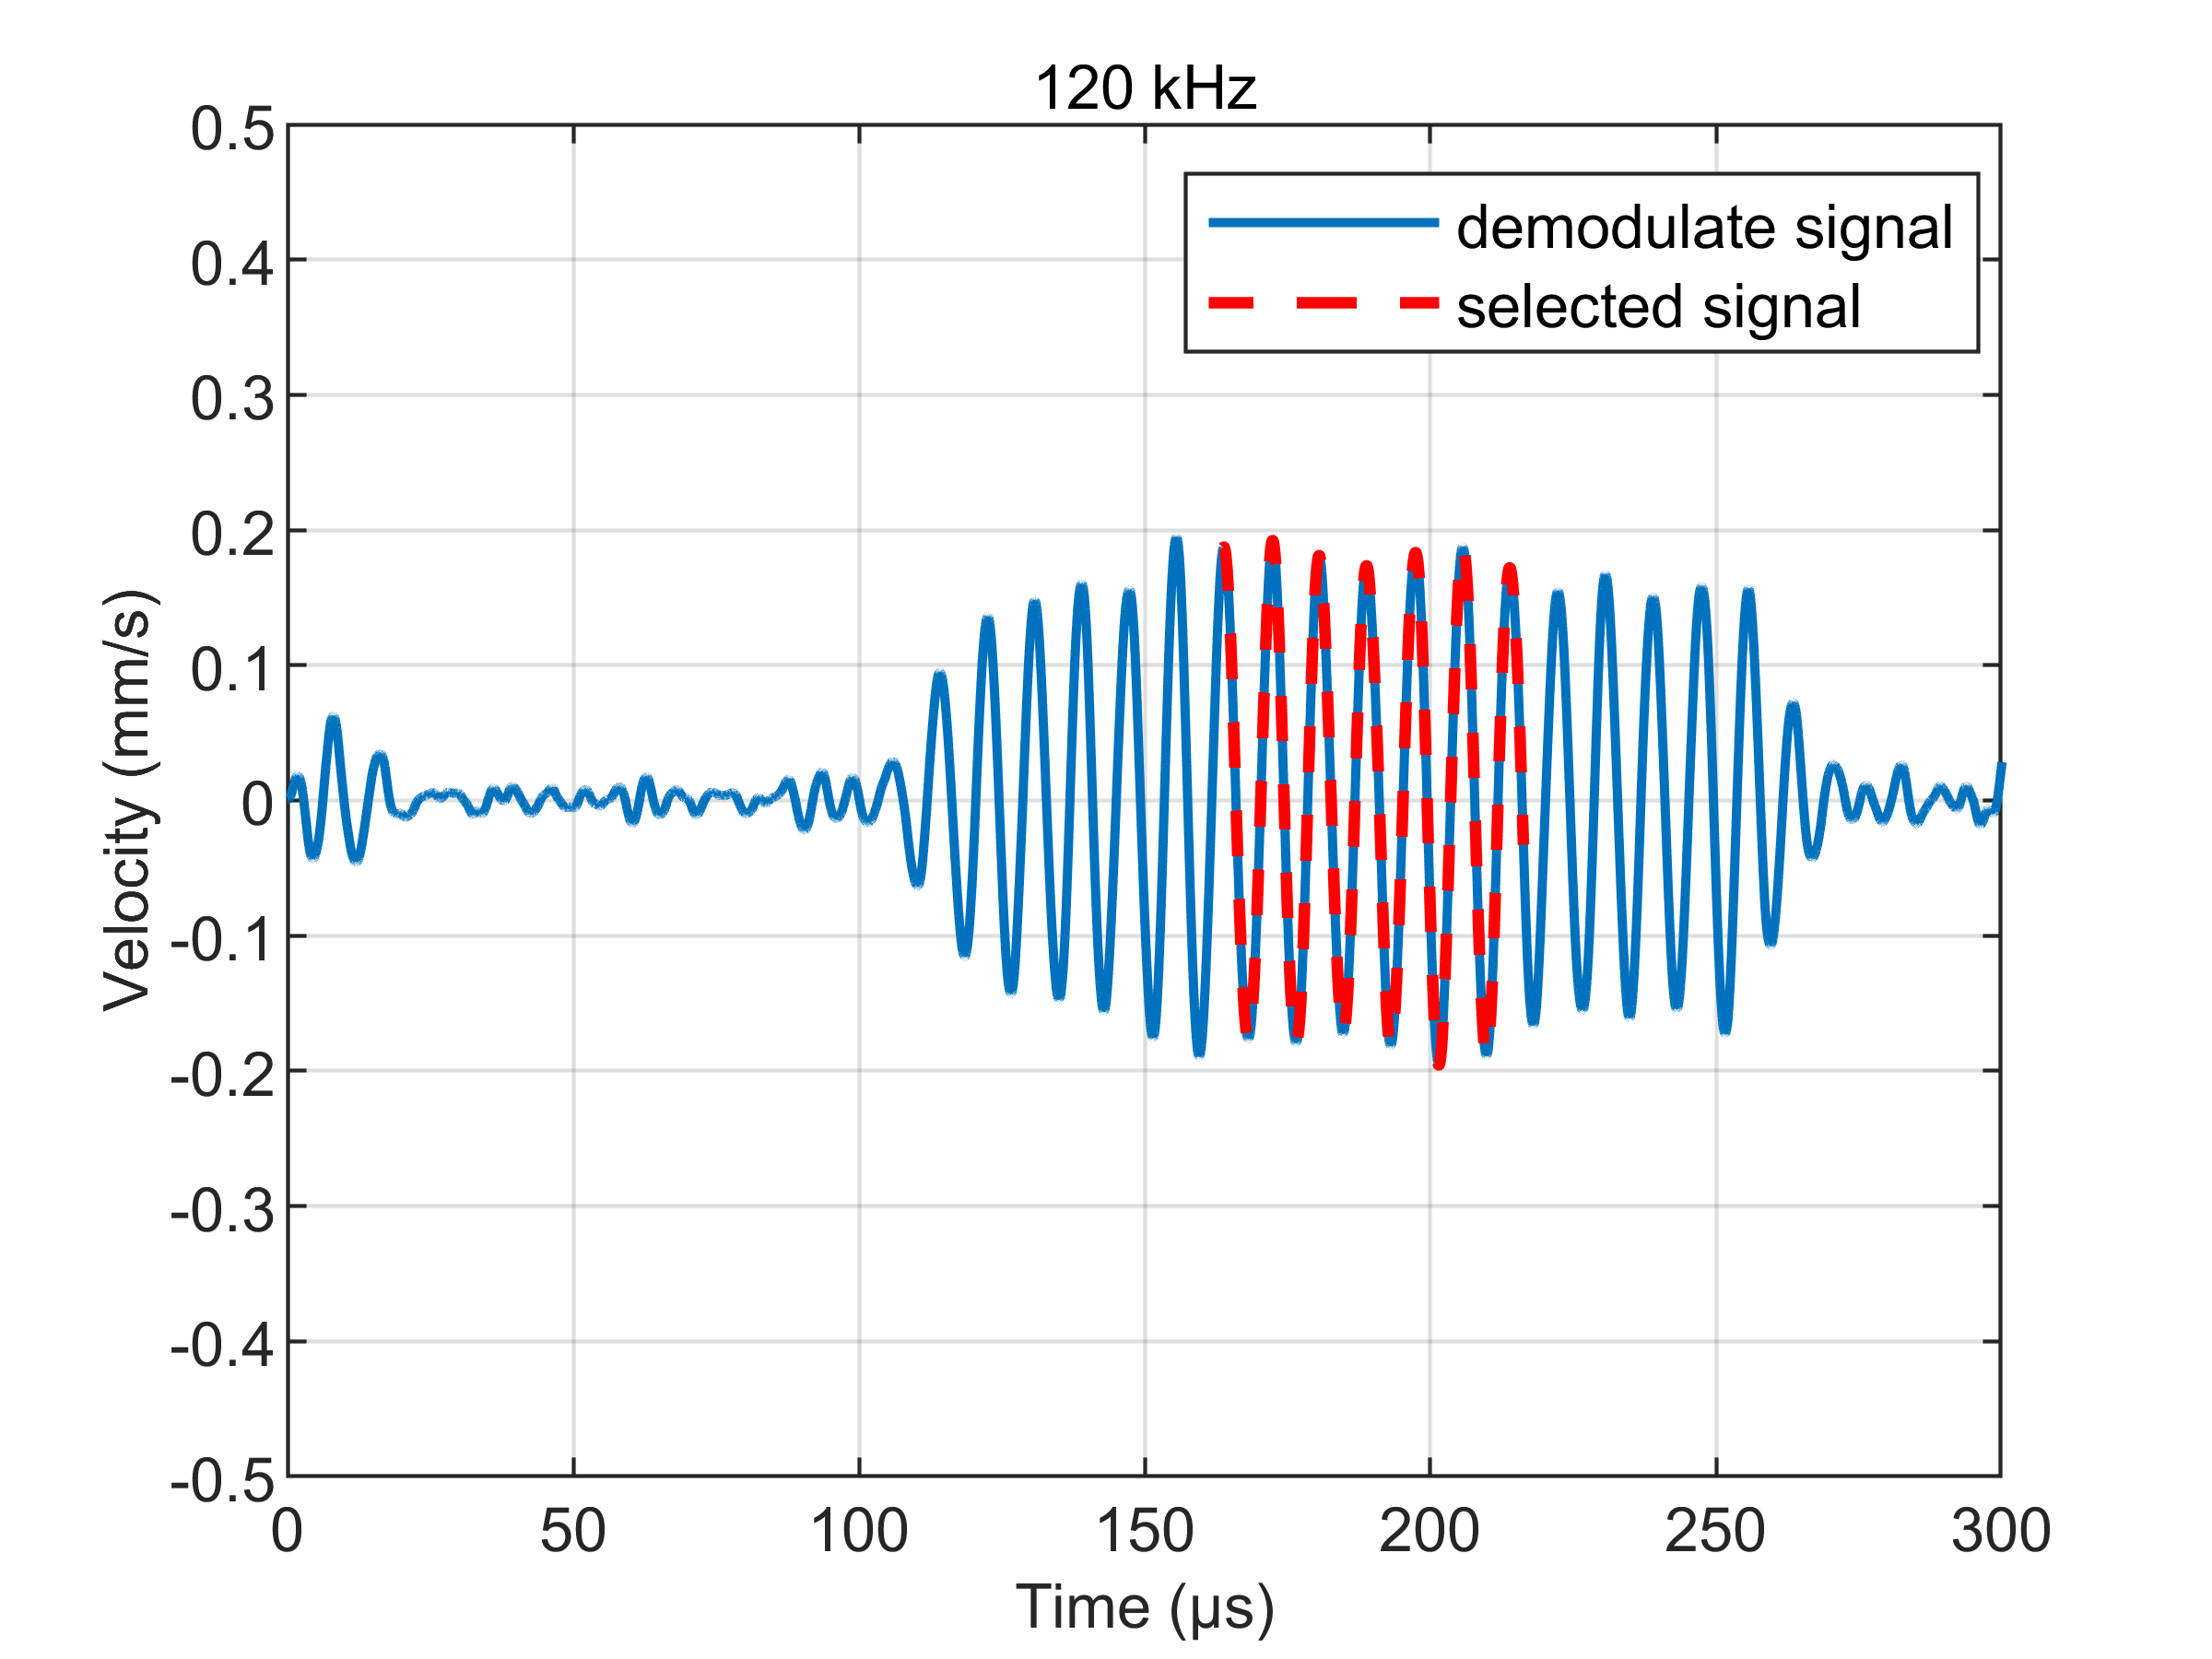 120 kHz
demodulate signal
selected signal
0.5
0.4
0.3
0.2
0.1
0
-0.1
-0.2
-0.3
-0.4
-0.5
Velocity (mm/s)
0 50 100 150 200 250 300
Time (µs)